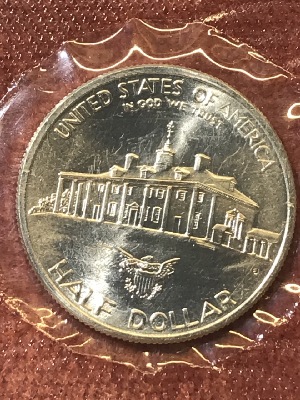 UNITED STATES OF AMERICA
IN GOD WE TRUST
HALF DOLLAR